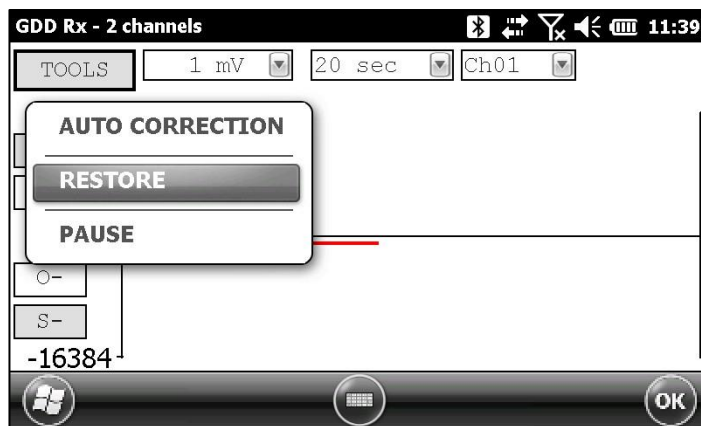 GDD Rx - 2 channels 11:39
TOOLS 1 mV 20 sec Ch01
AUTO CORRECTION
RESTORE
PAUSE
O-
S-
-16384
OK